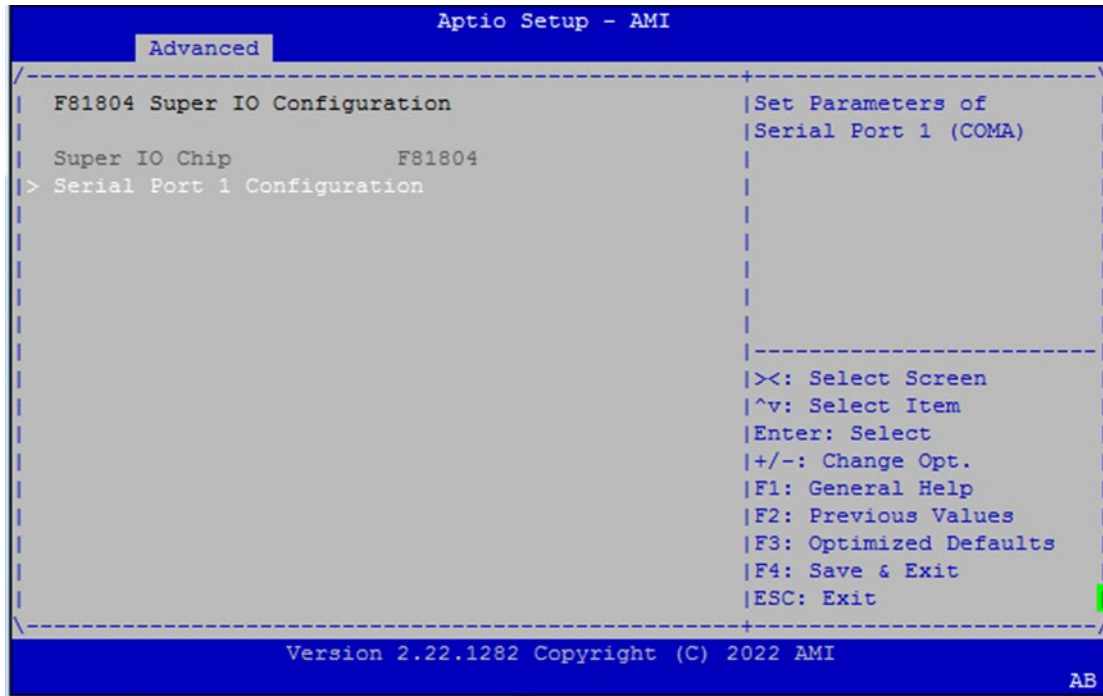 Aptio Setup - AMI
Advanced
F81804 Super IO Configuration
Super IO Chip F81804
> Serial Port 1 Configuration
Set Parameters of
Serial Port 1 (COMA)
><: Select Screen
^v: Select Item
Enter: Select
+/-: Change Opt.
F1: General Help
F2: Previous Values
F3: Optimized Defaults
F4: Save & Exit
ESC: Exit
Version 2.22.1282 Copyright (C) 2022 AMI
AB